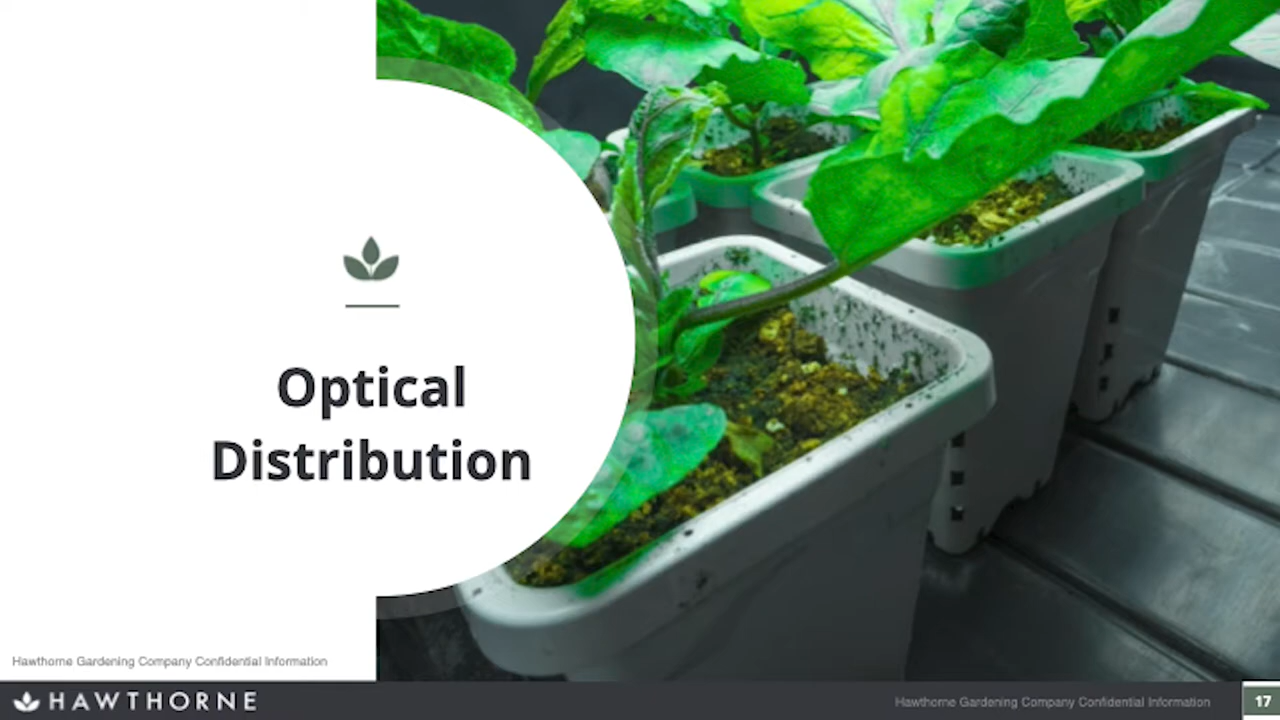 Optical
Distribution
Hawthorne Gardening Company Confidential Information
HAWTHORNE
Hawthorne Gardening Company Confidential Information
17